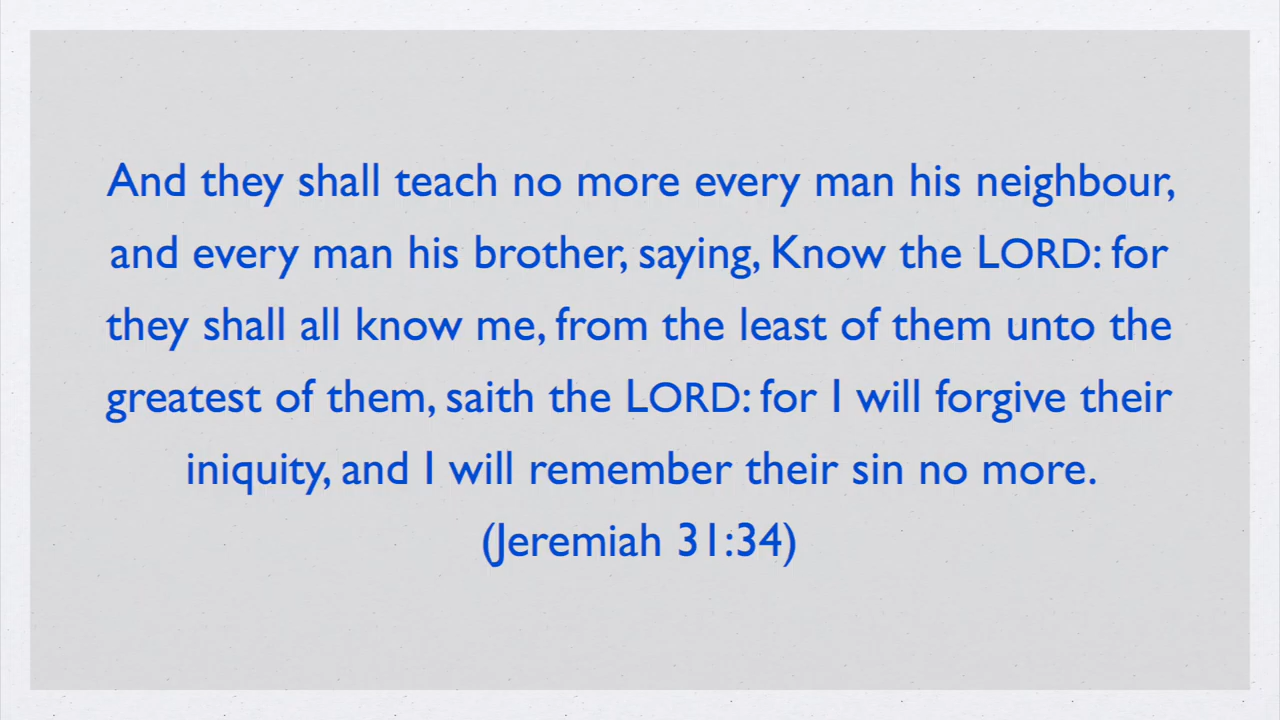 And they shall teach no more every man his neighbour,
and every man his brother, saying, Know the LORD: for
they shall all know me, from the least of them unto the
greatest of them, saith the LORD: for I will forgive their
iniquity, and I will remember their sin no more.
(Jeremiah 31:34)